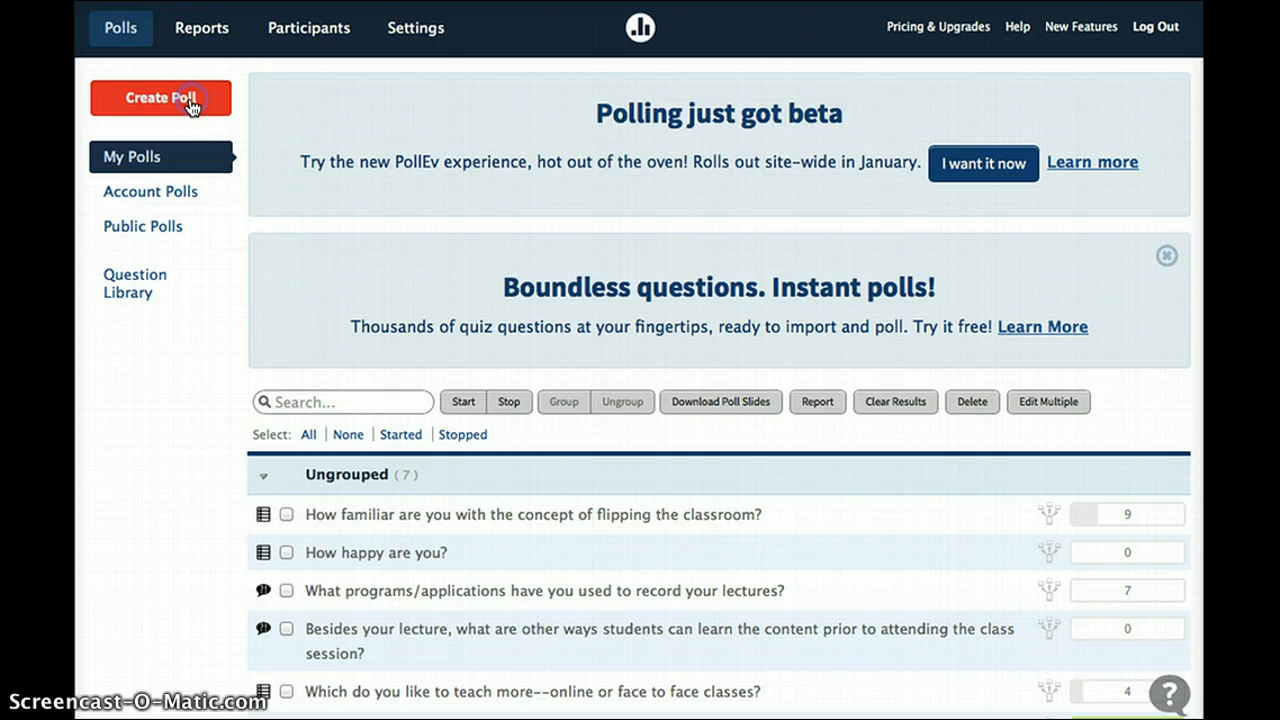 Polls Reports Participants Settings Pricing & Upgrades Help New Features Log Out
Create Poll
My Polls
Account Polls
Public Polls
Question
Library
Polling just got beta
Try the new PollEv experience, hot out of the oven! Rolls out site-wide in January. I want it now Learn more
Boundless questions. Instant polls!
Thousands of quiz questions at your fingertips, ready to import and poll. Try it free! Learn More
Search... Start Stop Group Ungroup Download Poll Slides Report Clear Results Delete Edit Multiple
Select: All None Started Stopped
Ungrouped ( 7 )
How familiar are you with the concept of flipping the classroom? 9
How happy are you? 0
What programs/applications have you used to record your lectures? 7
Besides your lecture, what are other ways students can learn the content prior to attending the class 0
session?
Which do you like to teach more--online or face to face classes? 4
?
Screencast-O-Matic.com